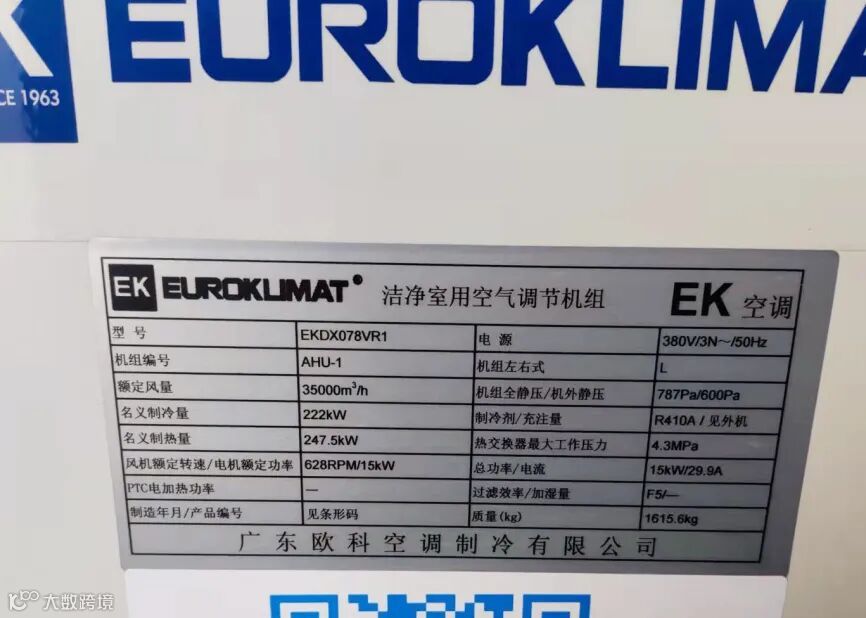 K EUROKLIMA
CE 1963
EK EUROKLIMAT® 洁净室用空气调节机组 EK 空调
型号 EKDX078VR1 电源 380V/3N～/50Hz
机组编号 AHU-1 机组左右式 L
额定风量 35000m³/h 机组全静压/机外静压 787Pa/600Pa
名义制冷量 222kW 制冷剂/充注量 R410A / 见外机
名义制热量 247.5kW 热交换器最大工作压力 4.3MPa
风机额定转速/电机额定功率 628RPM/15kW 总功率/电流 15kW/29.9A
PTC电加热功率 — 过滤效率/加湿量 F5/—
制造年月/产品编号 见条形码 质量(kg) 1615.6kg
广东欧科空调制冷有限公司
大数跨境